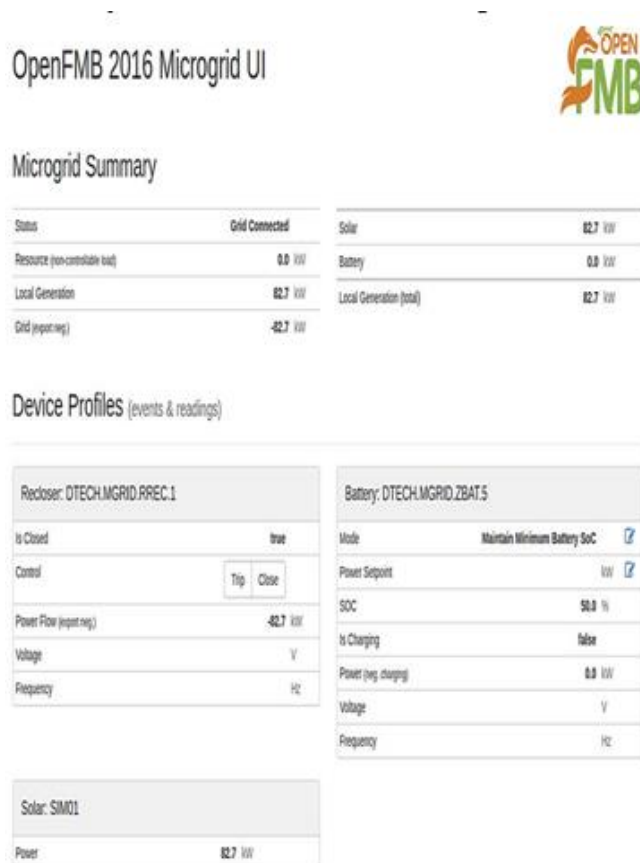 OpenFMB 2016 Microgrid UI
OPEN
FMB
Microgrid Summary
Status Grid Connected
Resource (non-controllable load) 0.0 kW
Local Generation 82.7 kW
Grid (export neg.) -82.7 kW
Solar 82.7 kW
Battery 0.0 kW
Local Generation (total) 82.7 kW
Device Profiles (events & readings)
Recloser: DTECH.MGRID.RREC.1
Is Closed true
Control Trip Close
Power Flow (export neg.) -82.7 kW
Voltage V
Frequency Hz
Battery: DTECH.MGRID.ZBAT.5
Mode Maintain Minimum Battery SoC
Power Setpoint kW
SOC 50.0 %
Is Charging false
Power (neg. charging) 0.0 kW
Voltage V
Frequency Hz
Solar: SIM01
Power 82.7 kW